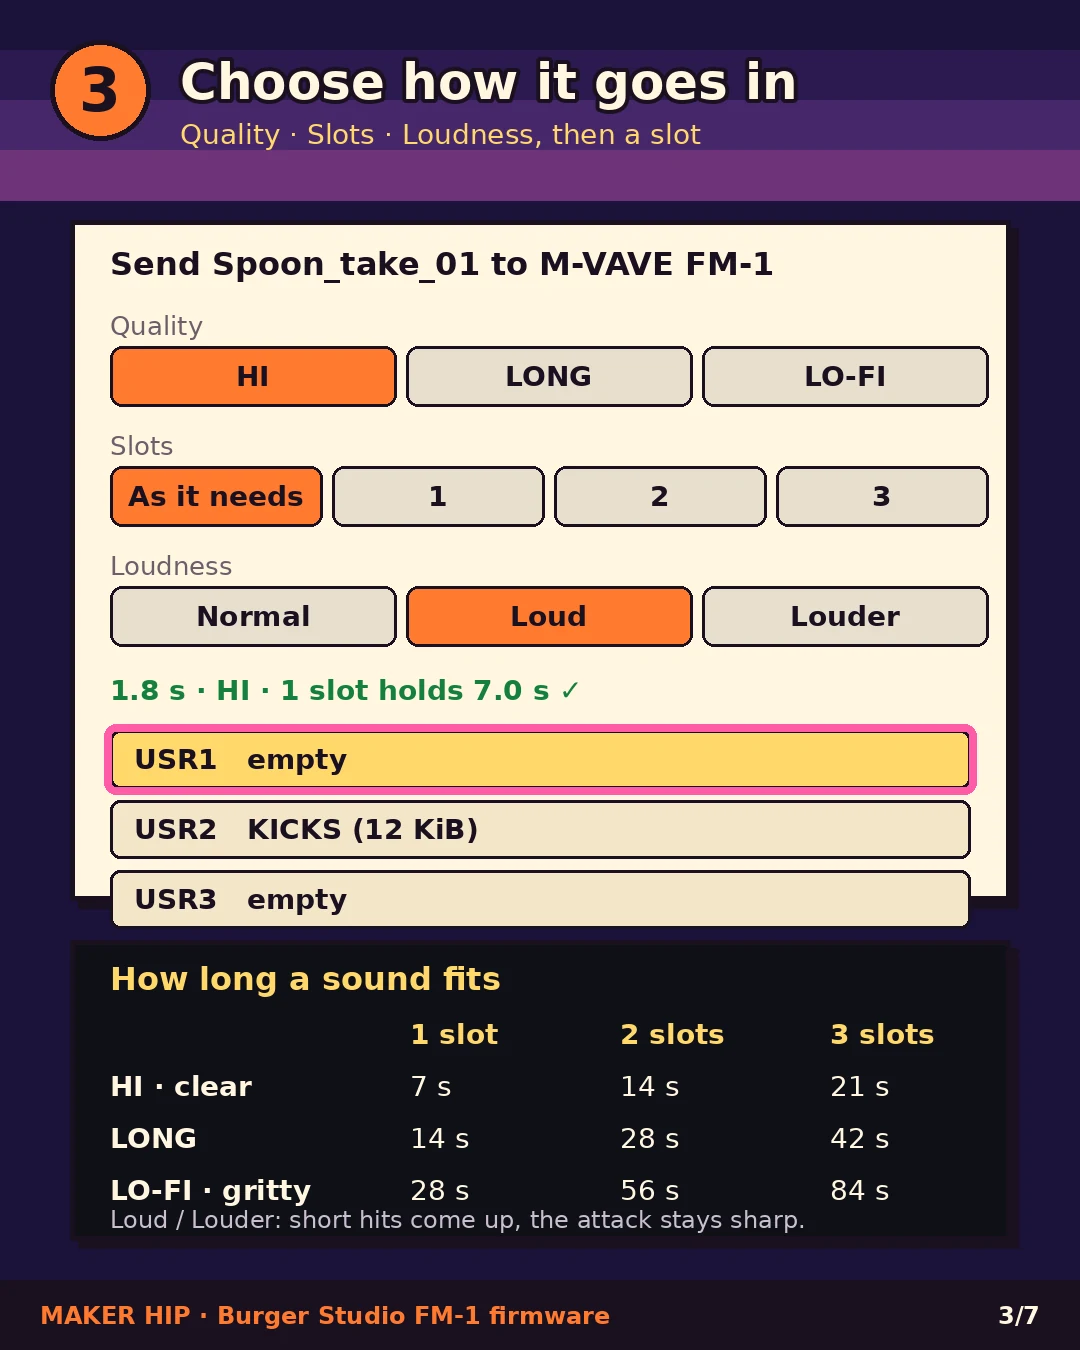 3
Choose how it goes in
Quality · Slots · Loudness, then a slot
Send Spoon_take_01 to M-VAVE FM-1
Quality
HI LONG LO-FI
Slots
As it needs 1 2 3
Loudness
Normal Loud Louder
1.8 s · HI · 1 slot holds 7.0 s ✓
USR1 empty
USR2 KICKS (12 KiB)
USR3 empty
How long a sound fits
1 slot 2 slots 3 slots
HI · clear 7 s 14 s 21 s
LONG 14 s 28 s 42 s
LO-FI · gritty 28 s 56 s 84 s
Loud / Louder: short hits come up, the attack stays sharp.
MAKER HIP · Burger Studio FM-1 firmware 3/7